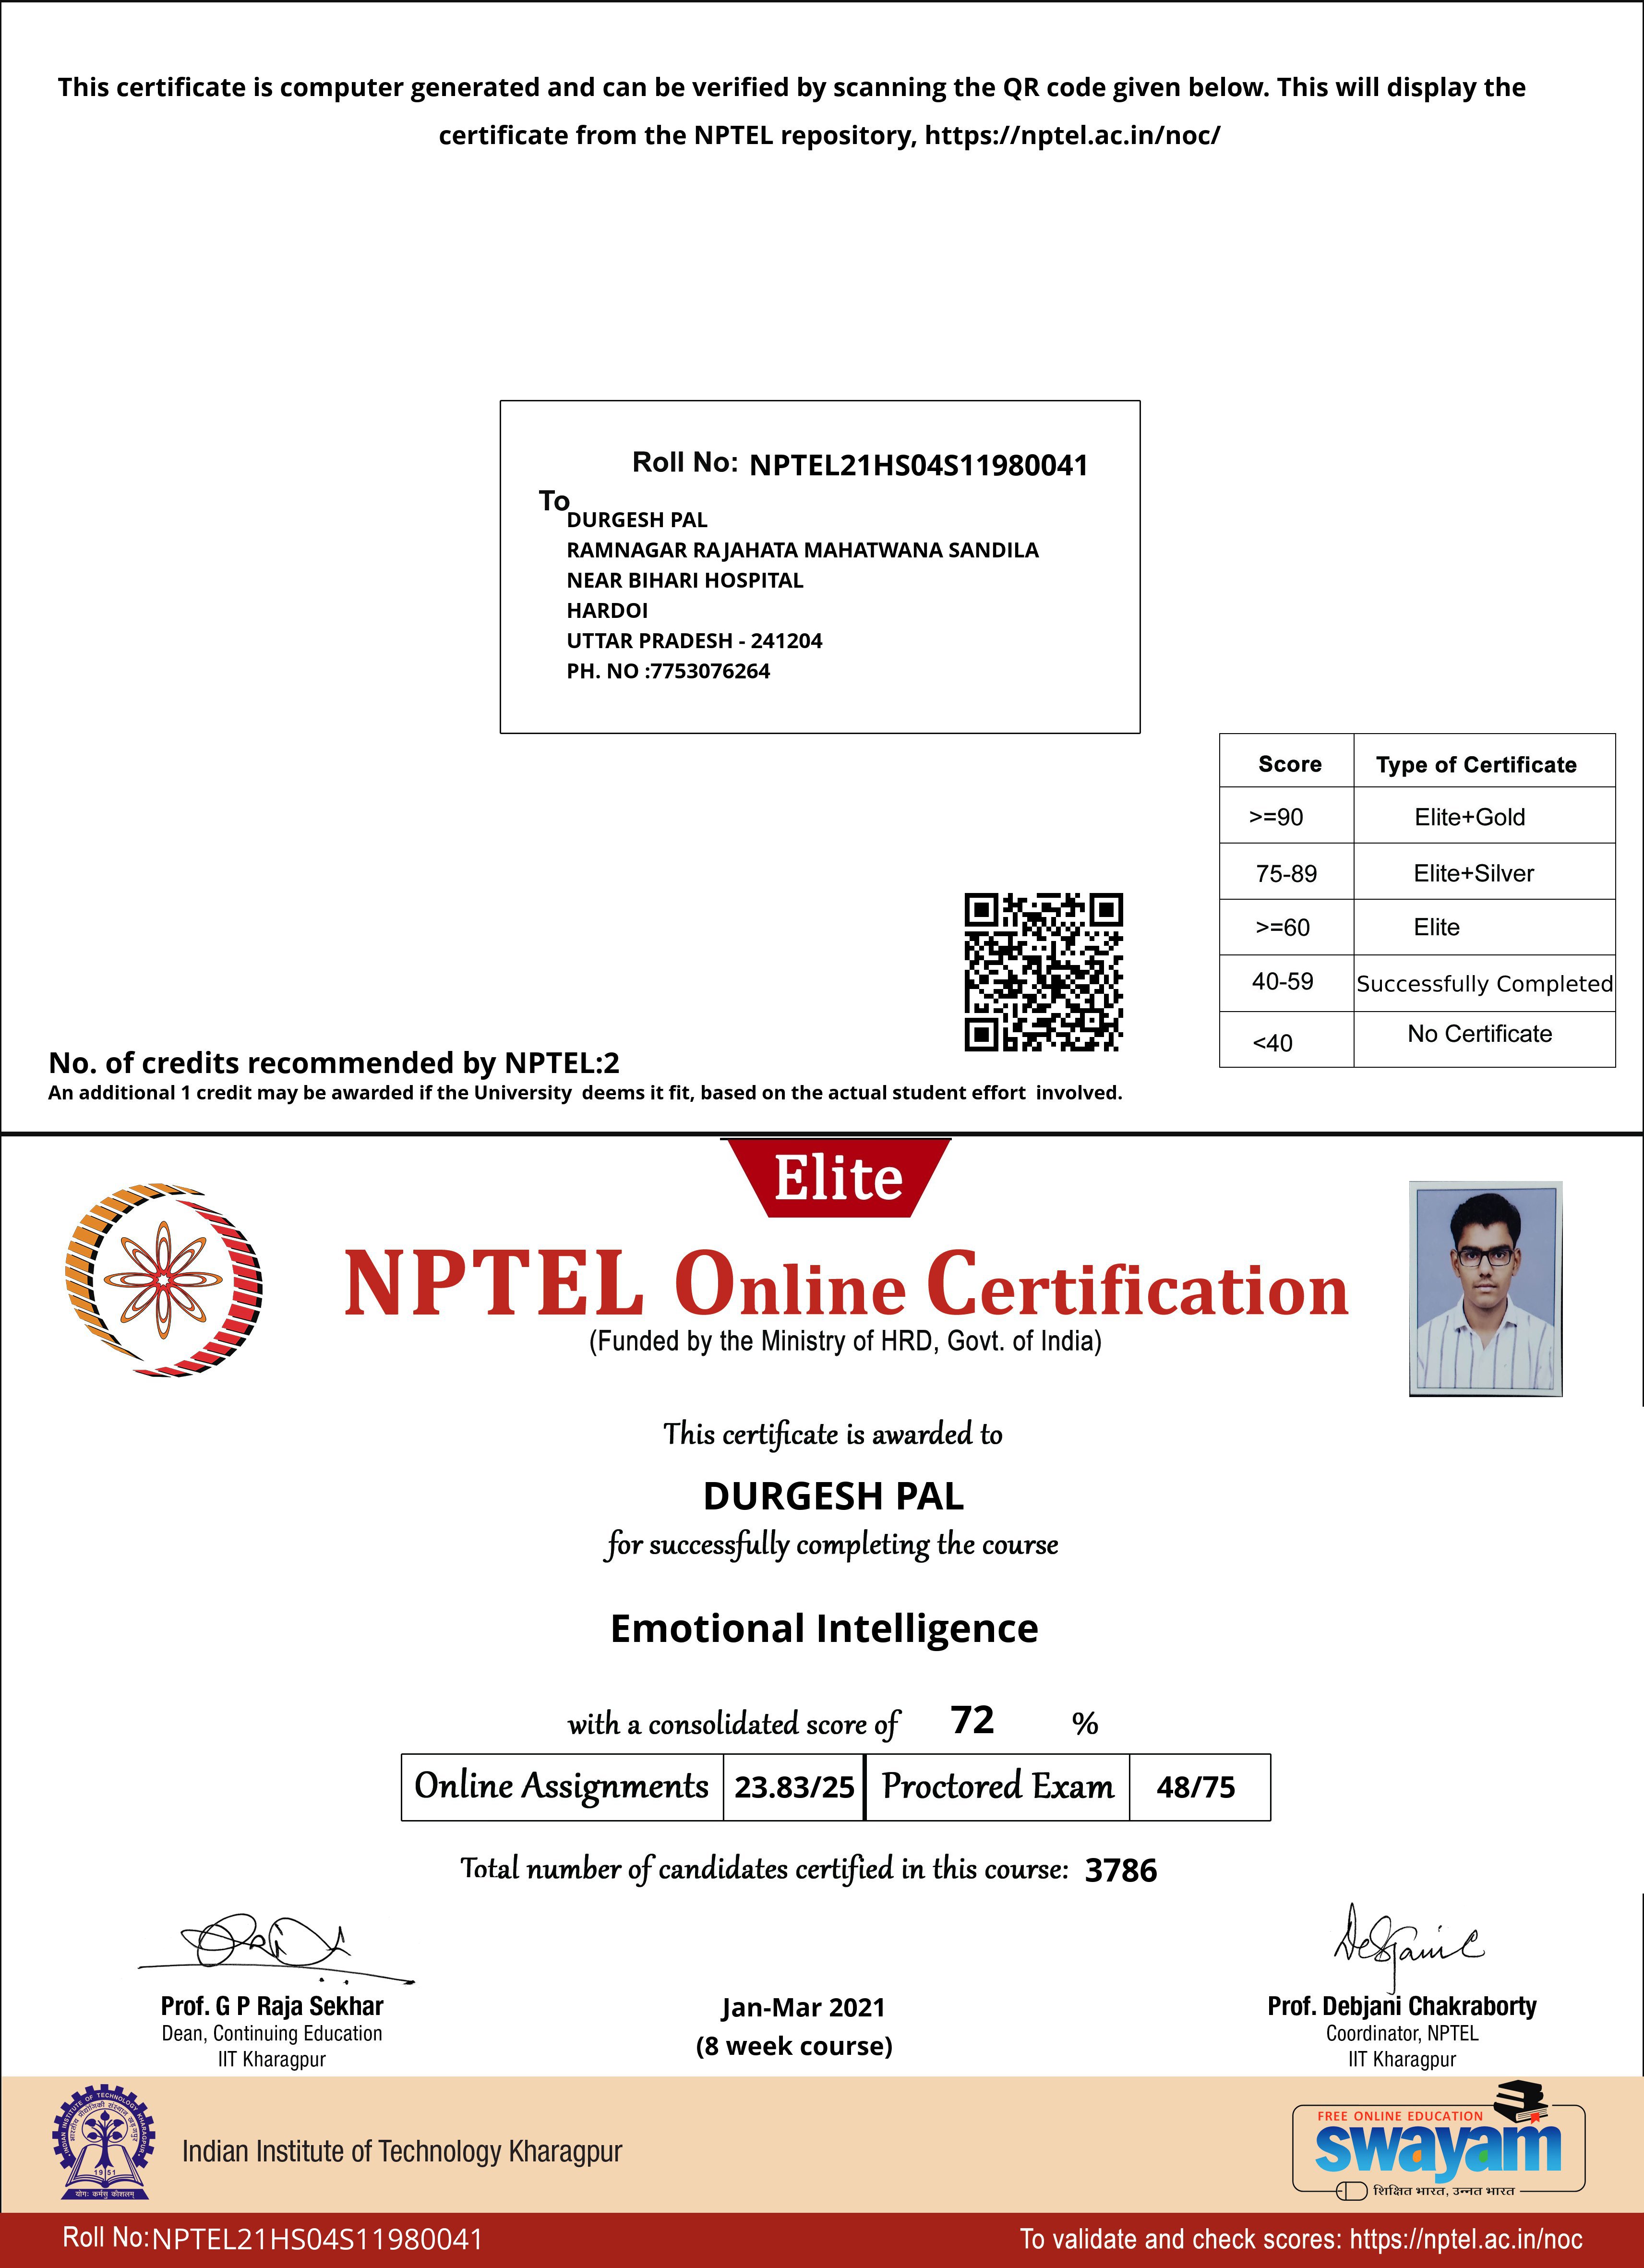 This certificate is computer generated and can be verified by scanning the QR code given below. This will display the
certificate from the NPTEL repository, https://nptel.ac.in/noc/
Roll No: NPTEL21HS04S11980041
To
DURGESH PAL
RAMNAGAR RAJAHATA MAHATWANA SANDILA
NEAR BIHARI HOSPITAL
HARDOI
UTTAR PRADESH - 241204
PH. NO :7753076264
Score Type of Certificate
>=90 Elite+Gold
75-89 Elite+Silver
>=60 Elite
40-59 Successfully Completed
<40 No Certificate
No. of credits recommended by NPTEL:2
An additional 1 credit may be awarded if the University deems it fit, based on the actual student effort involved.
Elite
NPTEL Online Certification
(Funded by the Ministry of HRD, Govt. of India)
This certificate is awarded to
DURGESH PAL
for successfully completing the course
Emotional Intelligence
with a consolidated score of 72 %
Online Assignments 23.83/25 Proctored Exam 48/75
Total number of candidates certified in this course: 3786
Prof. G P Raja Sekhar
Dean, Continuing Education
IIT Kharagpur
Jan-Mar 2021
(8 week course)
Debjani C
Prof. Debjani Chakraborty
Coordinator, NPTEL
IIT Kharagpur
INDIAN INSTITUTE OF TECHNOLOGY KHARAGPUR
भारतीय प्रौद्योगिकी संस्थान खड़गपुर
1951
योगः कर्मसु कौशलम्
Indian Institute of Technology Kharagpur
FREE ONLINE EDUCATION
swayam
शिक्षित भारत, उन्नत भारत
Roll No:NPTEL21HS04S11980041
To validate and check scores: https://nptel.ac.in/noc